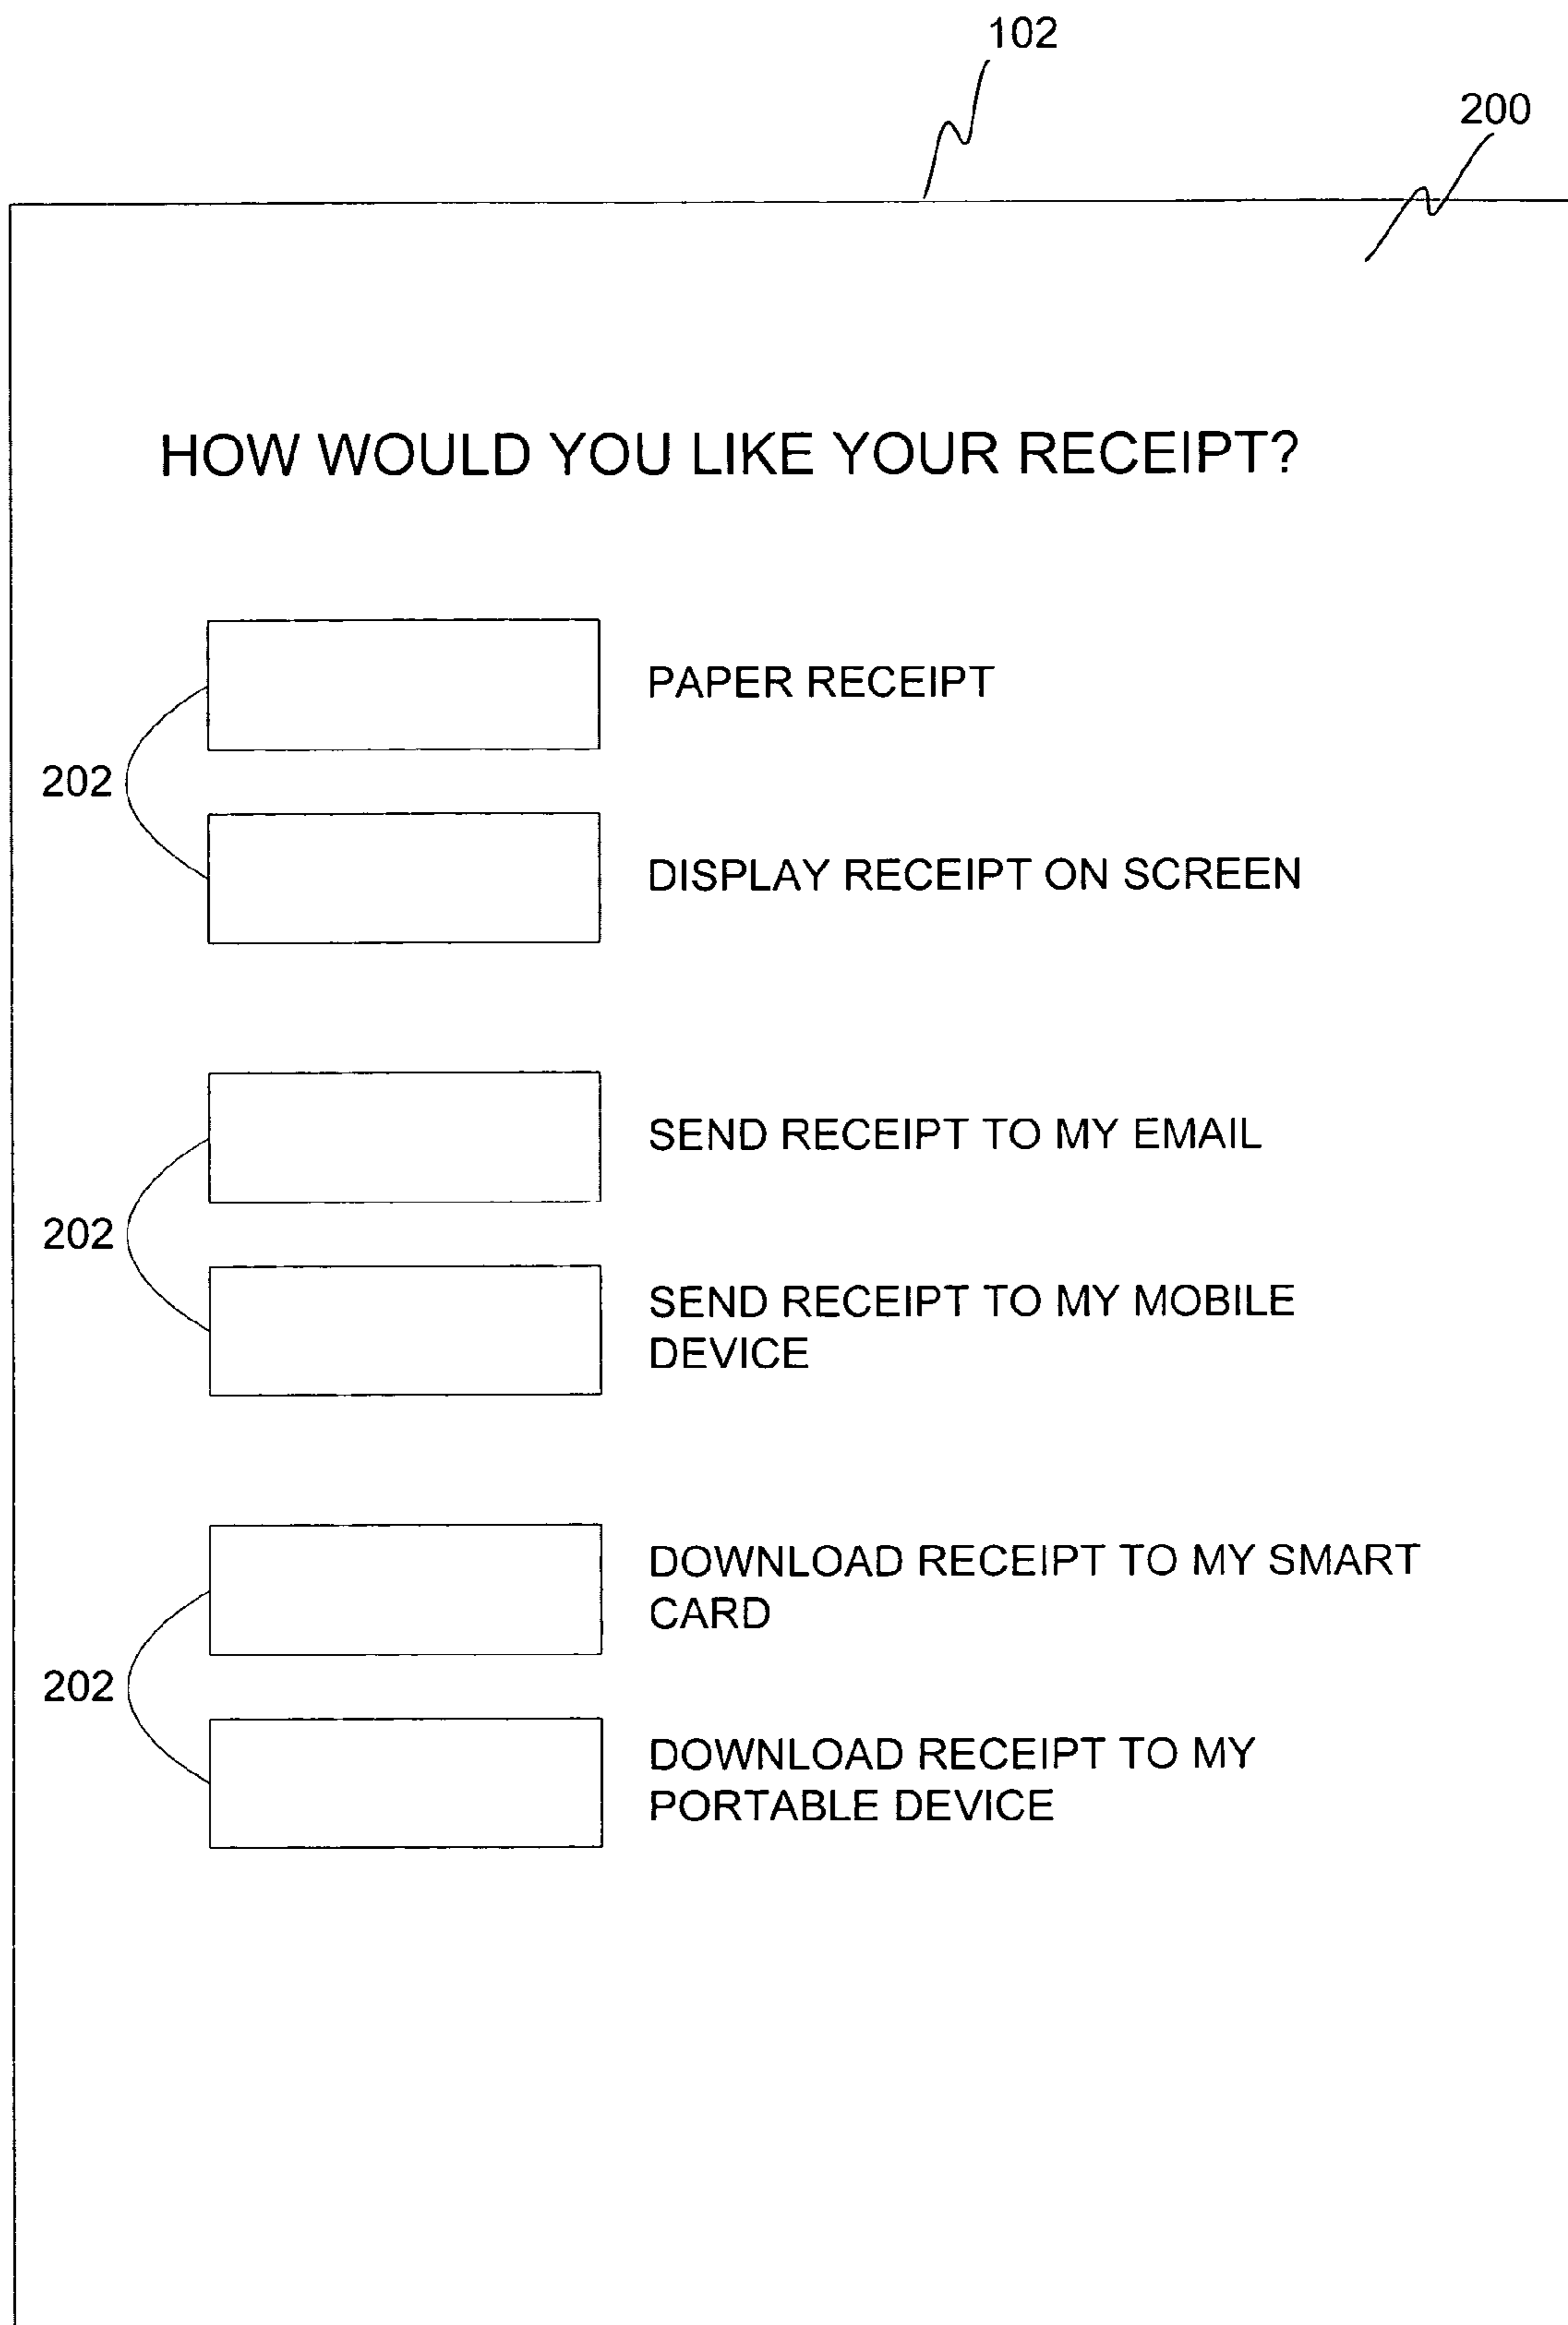 102
200
HOW WOULD YOU LIKE YOUR RECEIPT?
PAPER RECEIPT
202
DISPLAY RECEIPT ON SCREEN
SEND RECEIPT TO MY EMAIL
202
SEND RECEIPT TO MY MOBILE
DEVICE
DOWNLOAD RECEIPT TO MY SMART
CARD
202
DOWNLOAD RECEIPT TO MY
PORTABLE DEVICE